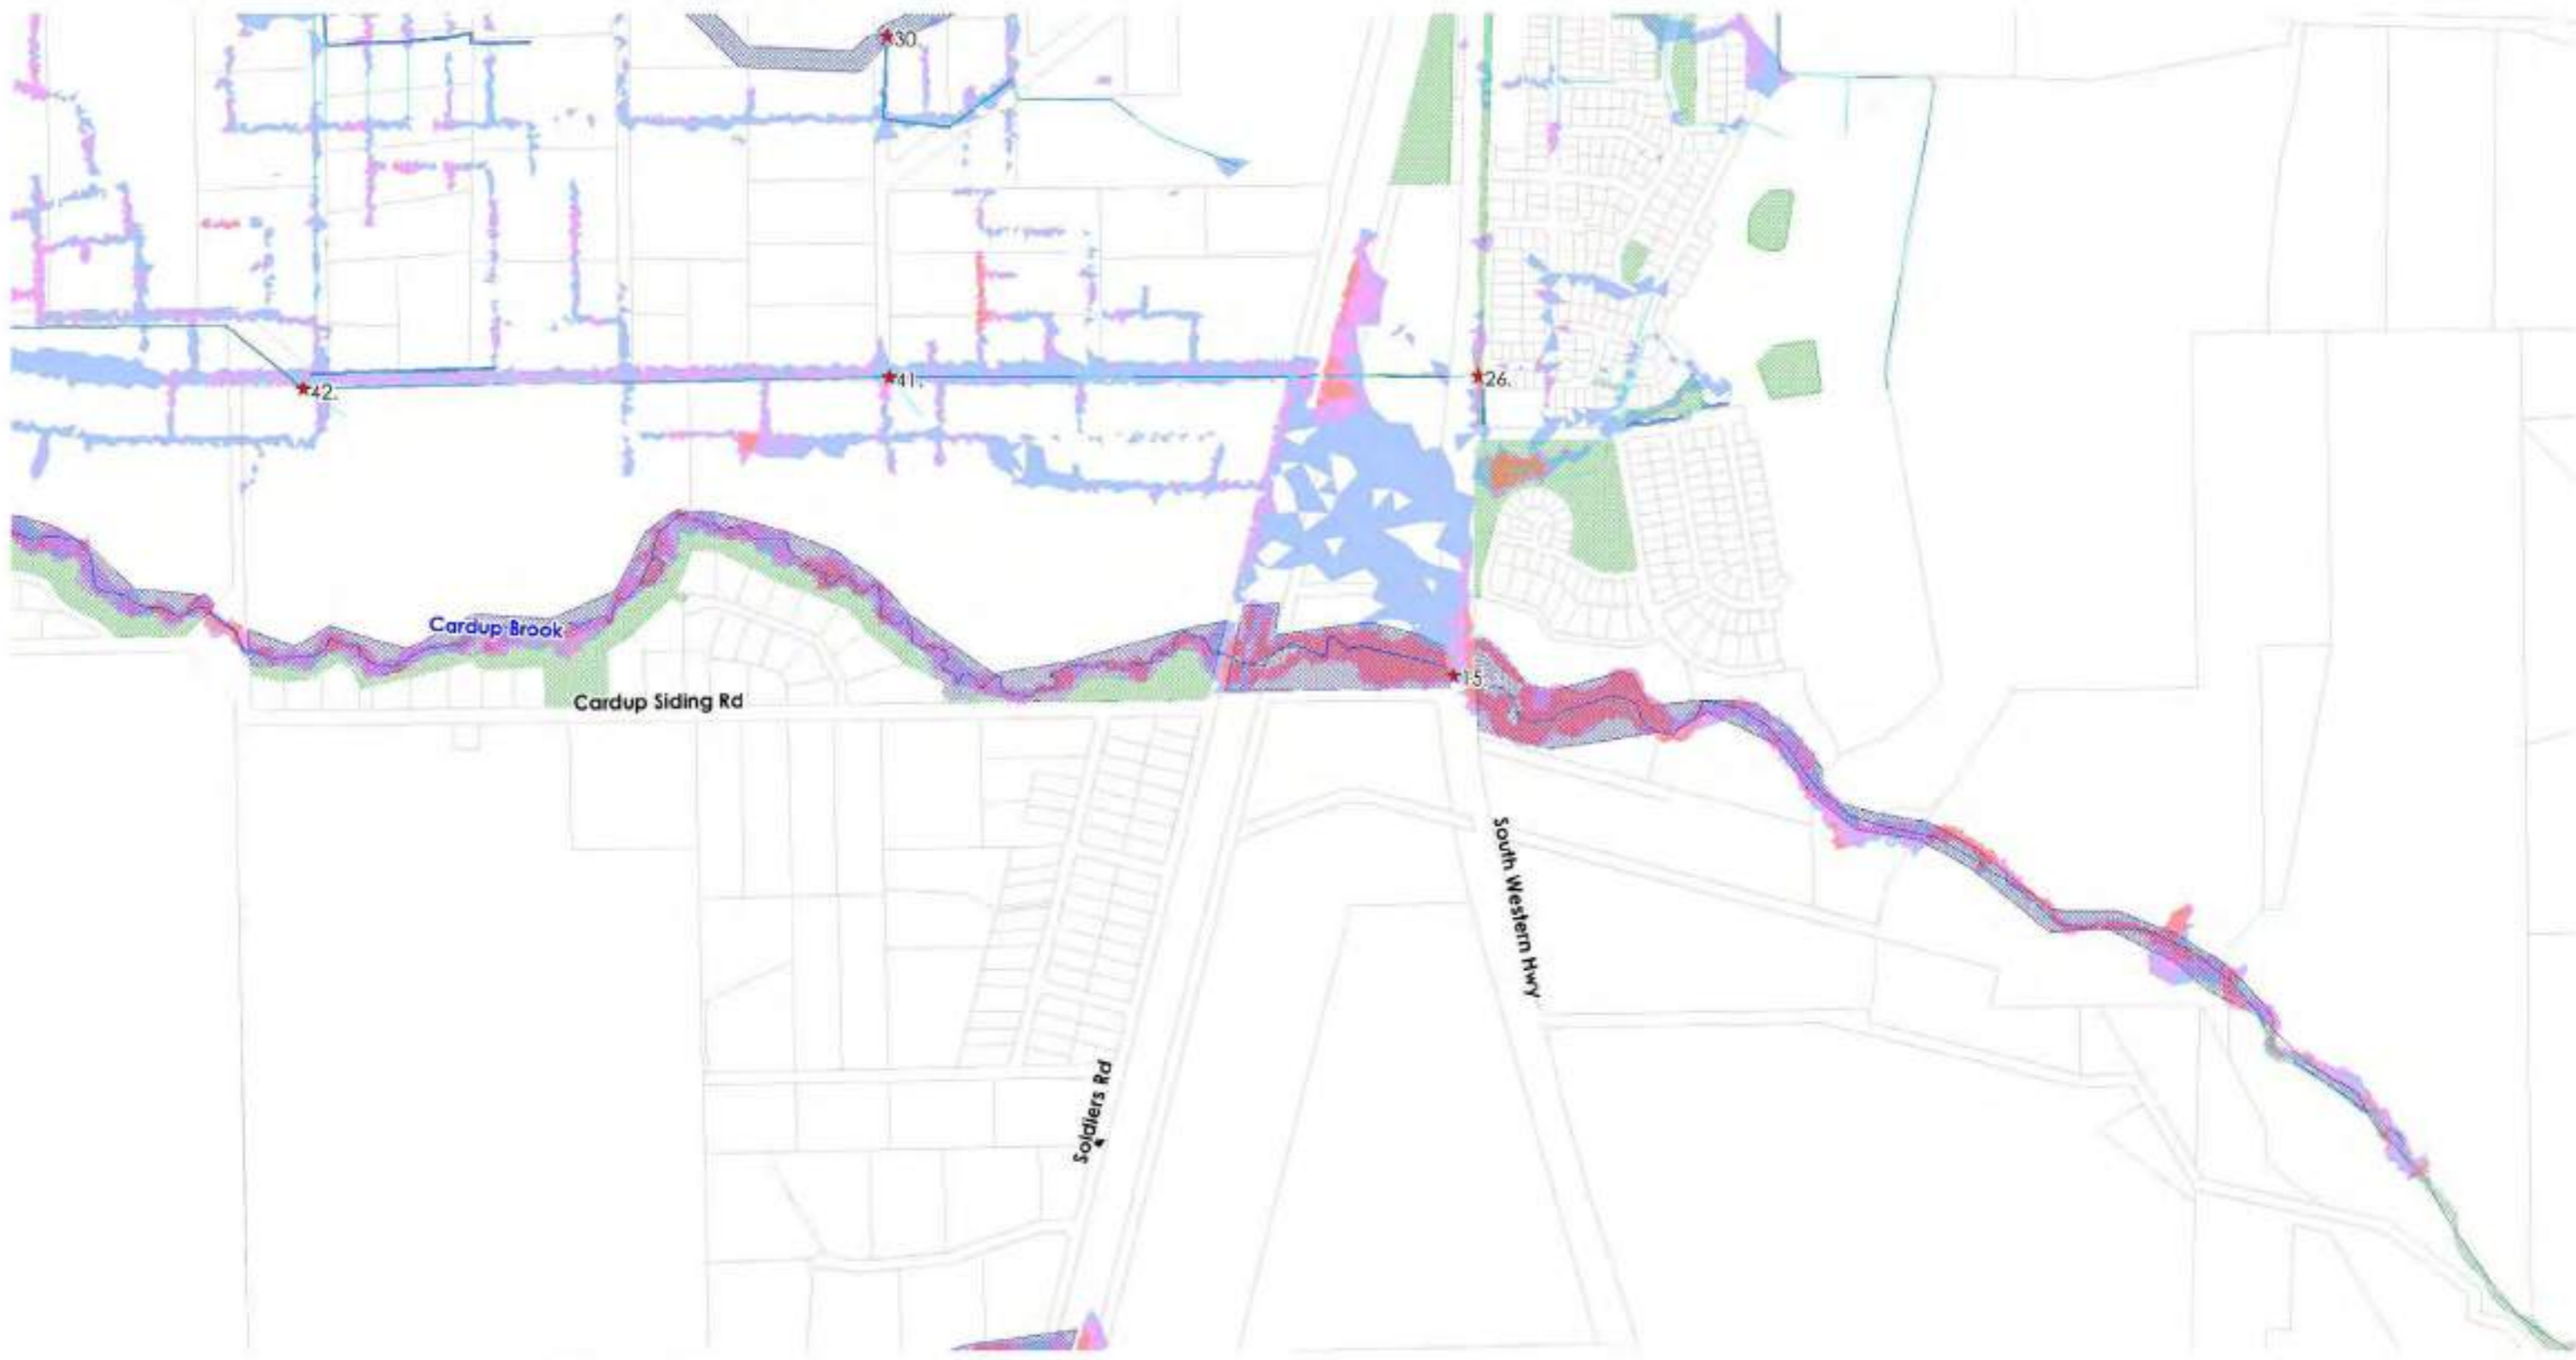 30.
42.
41.
26.
Cardup Brook
15.
Cardup Siding Rd
South Western Hwy
Soldiers Rd